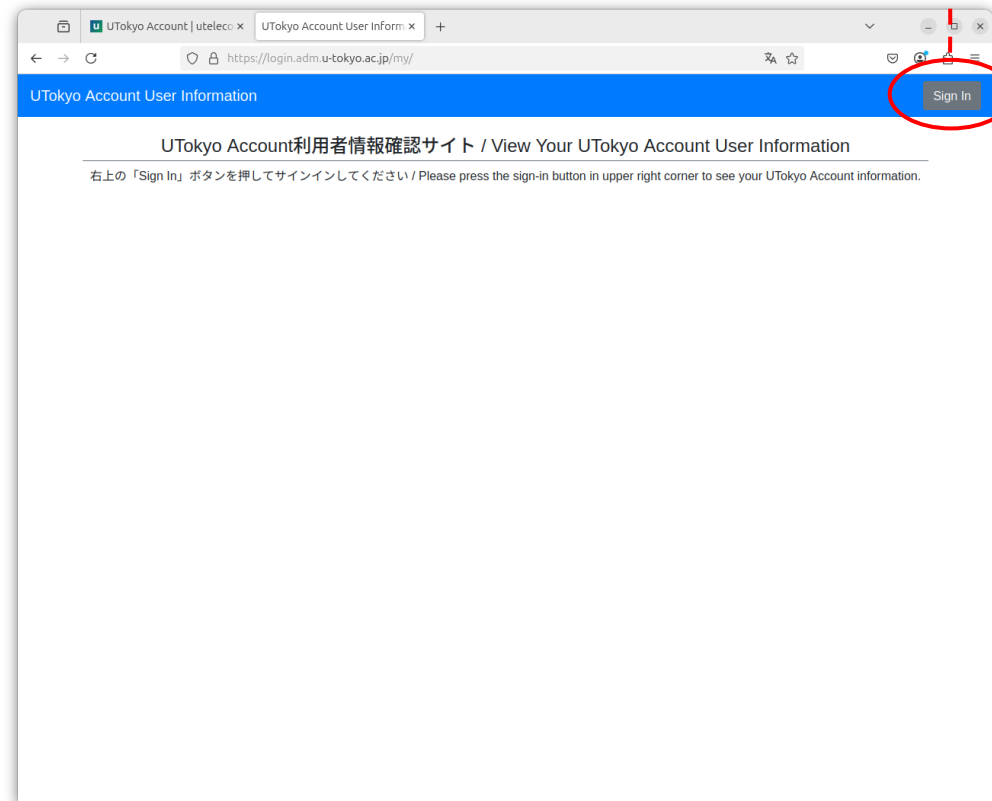 UTokyo Account | uteleco
UTokyo Account User Inform
https://login.adm.u-tokyo.ac.jp/my/
UTokyo Account User Information
Sign In
UTokyo Account利用者情報確認サイト / View Your UTokyo Account User Information
右上の「Sign In」ボタンを押してサインインしてください / Please press the sign-in button in upper right corner to see your UTokyo Account information.